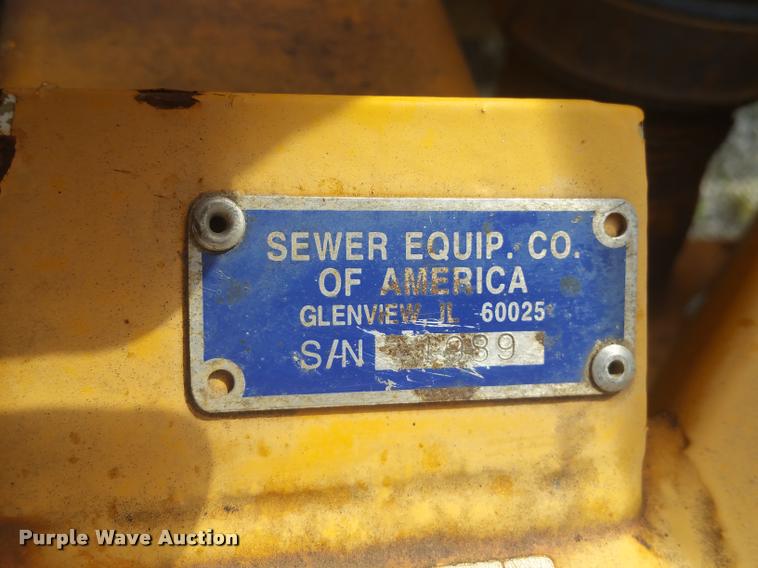 SEWER EQUIP. CO.
OF AMERICA
GLENVIEW IL 60025
S/N
Purple Wave Auction